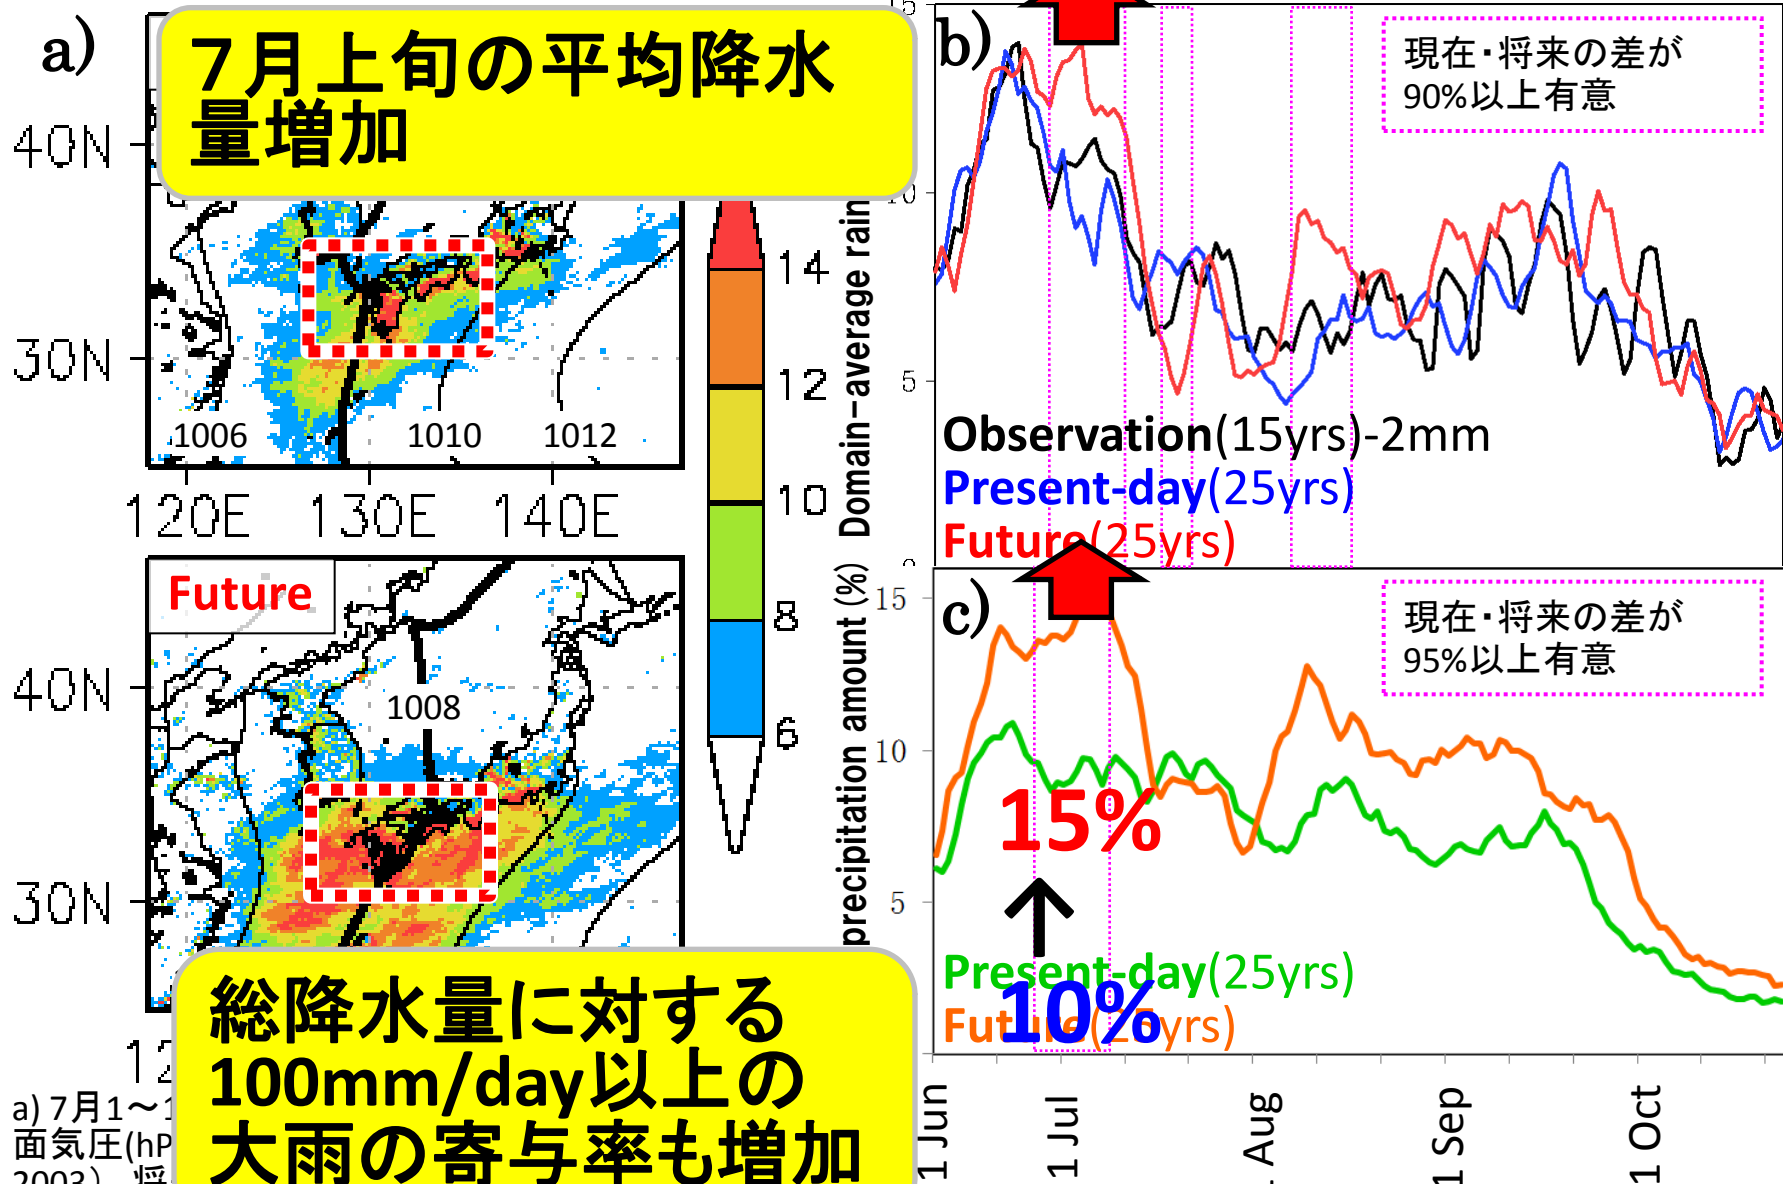 a)
7月上旬の平均降水
量増加
40N
30N
1006
1010
1012
120E
130E
140E
14
12
10
8
6
Future
40N
30N
1008
総降水量に対する
100mm/day以上の
大雨の寄与率も増加
a) 7月1～1
面気圧(hP
2003)
b)
現在・将来の差が
90%以上有意
Domain-average rain
5
Observation(15yrs)-2mm
Present-day(25yrs)
Future(25yrs)
c)
現在・将来の差が
95%以上有意
precipitation amount (%)
15
10
5
15%
10%
Present-day(25yrs)
Future(25yrs)
1 Jun
1 Jul
Aug
1 Sep
1 Oct